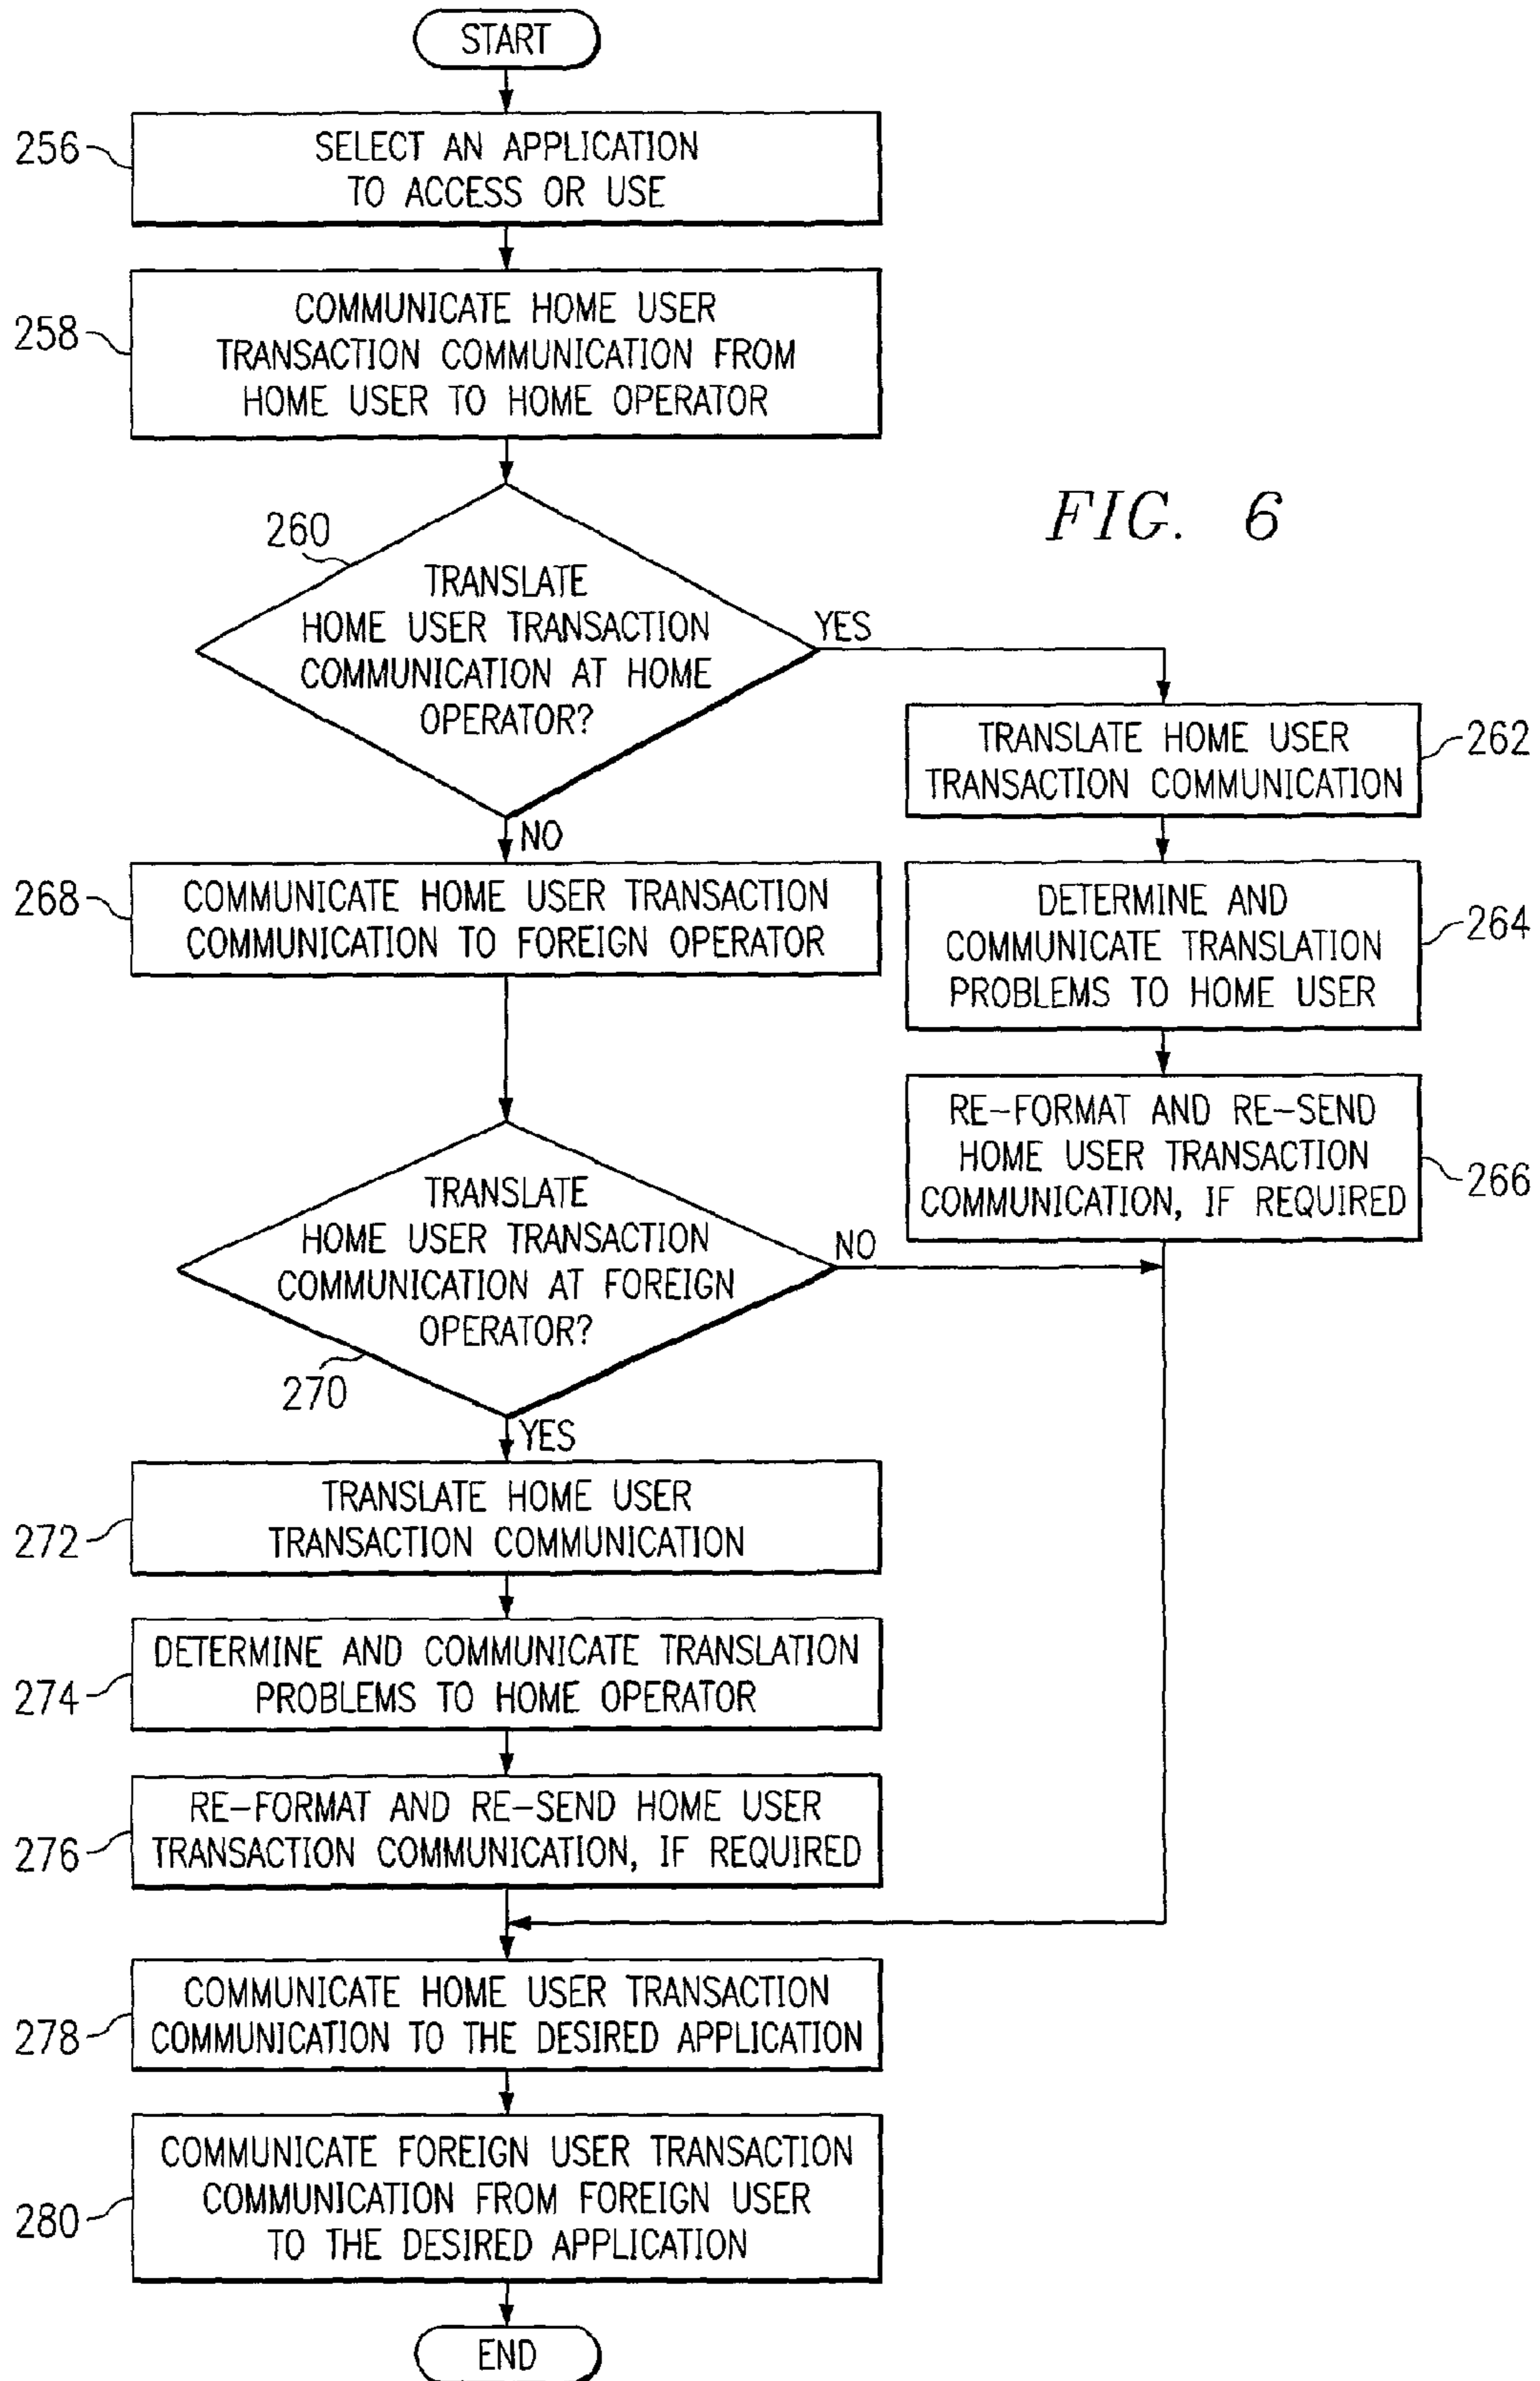 START
256
SELECT AN APPLICATION
TO ACCESS OR USE
258
COMMUNICATE HOME USER
TRANSACTION COMMUNICATION FROM
HOME USER TO HOME OPERATOR
FIG. 6
260
TRANSLATE
HOME USER TRANSACTION
COMMUNICATION AT HOME
OPERATOR?
YES
NO
TRANSLATE HOME USER
TRANSACTION COMMUNICATION
262
DETERMINE AND
COMMUNICATE TRANSLATION
PROBLEMS TO HOME USER
264
RE-FORMAT AND RE-SEND
HOME USER TRANSACTION
COMMUNICATION, IF REQUIRED
266
268
COMMUNICATE HOME USER TRANSACTION
COMMUNICATION TO FOREIGN OPERATOR
TRANSLATE
HOME USER TRANSACTION
COMMUNICATION AT FOREIGN
OPERATOR?
270
NO
YES
272
TRANSLATE HOME USER
TRANSACTION COMMUNICATION
274
DETERMINE AND COMMUNICATE TRANSLATION
PROBLEMS TO HOME OPERATOR
276
RE-FORMAT AND RE-SEND HOME USER
TRANSACTION COMMUNICATION, IF REQUIRED
278
COMMUNICATE HOME USER TRANSACTION
COMMUNICATION TO THE DESIRED APPLICATION
280
COMMUNICATE FOREIGN USER TRANSACTION
COMMUNICATION FROM FOREIGN USER
TO THE DESIRED APPLICATION
END